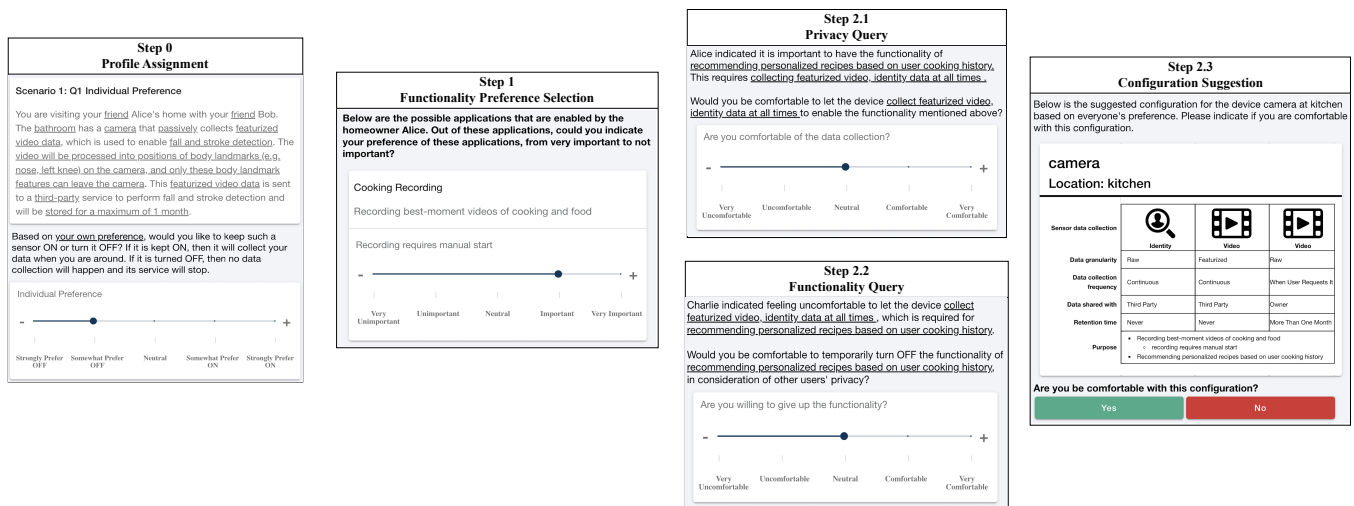 Step 0
Profile Assignment
Scenario 1: Q1 Individual Preference
You are visiting your friend Alice's home with your friend Bob.
The bathroom has a camera that passively collects featurized
video data, which is used to enable fall and stroke detection. The
video will be processed into positions of body landmarks (e.g.
nose, left knee) on the camera, and only these body landmark
features can leave the camera. This featurized video data is sent
to a third-party service to perform fall and stroke detection and
will be stored for a maximum of 1 month.
Based on your own preference, would you like to keep such a
sensor ON or turn it OFF? If it is kept ON, then it will collect your
data when you are around. If it is turned OFF, then no data
collection will happen and its service will stop.
Individual Preference
- +
Strongly Prefer OFF
Somewhat Prefer OFF
Neutral
Somewhat Prefer ON
Strongly Prefer ON
Step 1
Functionality Preference Selection
Below are the possible applications that are enabled by the
homeowner Alice. Out of these applications, could you indicate
your preference of these applications, from very important to not
important?
Cooking Recording
Recording best-moment videos of cooking and food
Recording requires manual start
- +
Very Unimportant
Unimportant
Neutral
Important
Very Important
Step 2.1
Privacy Query
Alice indicated it is important to have the functionality of
recommending personalized recipes based on user cooking history.
This requires collecting featurized video, identity data at all times .
Would you be comfortable to let the device collect featurized video,
identity data at all times to enable the functionality mentioned above?
Are you comfortable of the data collection?
- +
Very Uncomfortable
Uncomfortable
Neutral
Comfortable
Very Comfortable
Step 2.2
Functionality Query
Charlie indicated feeling uncomfortable to let the device collect
featurized video, identity data at all times , which is required for
recommending personalized recipes based on user cooking history.
Would you be comfortable to temporarily turn OFF the functionality of
recommending personalized recipes based on user cooking history,
in consideration of other users' privacy?
Are you willing to give up the functionality?
- +
Very Uncomfortable
Uncomfortable
Neutral
Comfortable
Very Comfortable
Step 2.3
Configuration Suggestion
Below is the suggested configuration for the device camera at kitchen
based on everyone's preference. Please indicate if you are comfortable
with this configuration.
camera
Location: kitchen
Sensor data collection Identity Video Video
Data granularity Raw Featurized Raw
Data collection frequency Continuous Continuous When User Requests It
Data shared with Third Party Third Party Owner
Retention time Never Never More Than One Month
Purpose
• Recording best-moment videos of cooking and food
○ recording requires manual start
• Recommending personalized recipes based on user cooking history
Are you be comfortable with this configuration?
Yes No